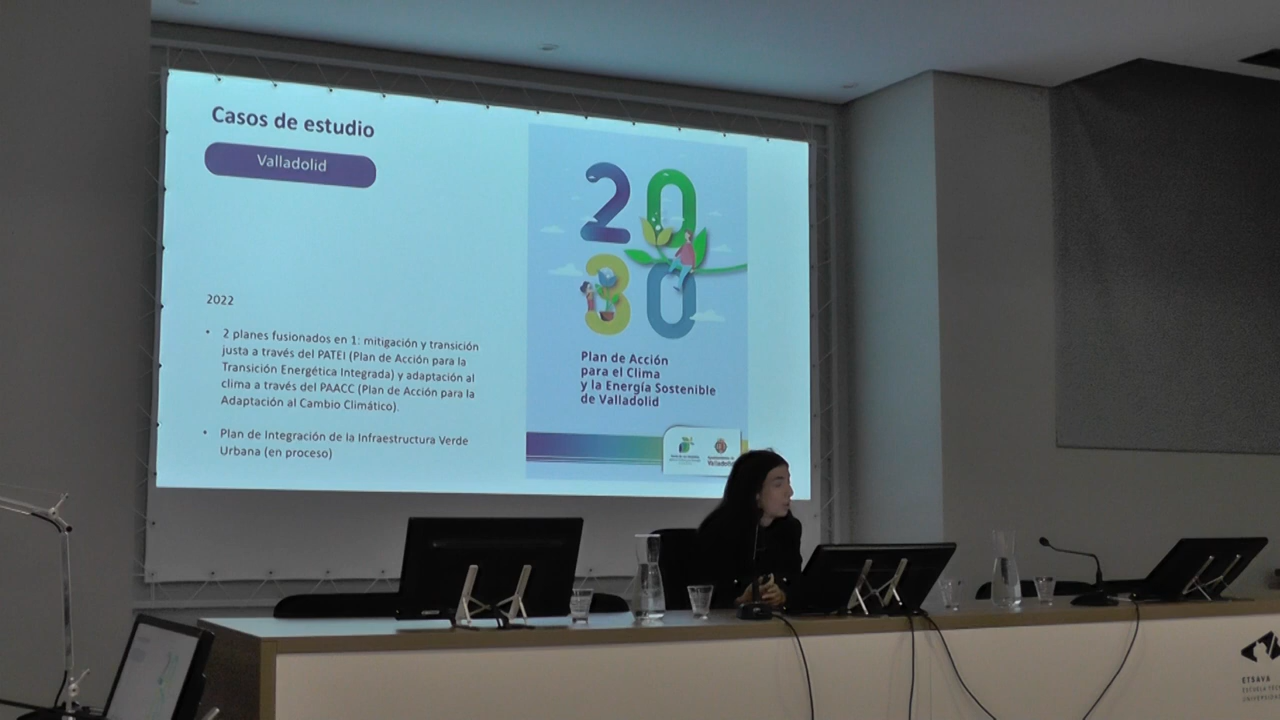 Casos de estudio
Valladolid
2022
• 2 planes fusionados en 1: mitigación y transición
justa a través del PATEI (Plan de Acción para la
Transición Energética Integrada) y adaptación al
clima a través del PAACC (Plan de Acción para la
Adaptación al Cambio Climático).
• Plan de Integración de la Infraestructura Verde
Urbana (en proceso)
20
30
Plan de Acción
para el Clima
y la Energía Sostenible
de Valladolid
Valladolid
ETSAVA